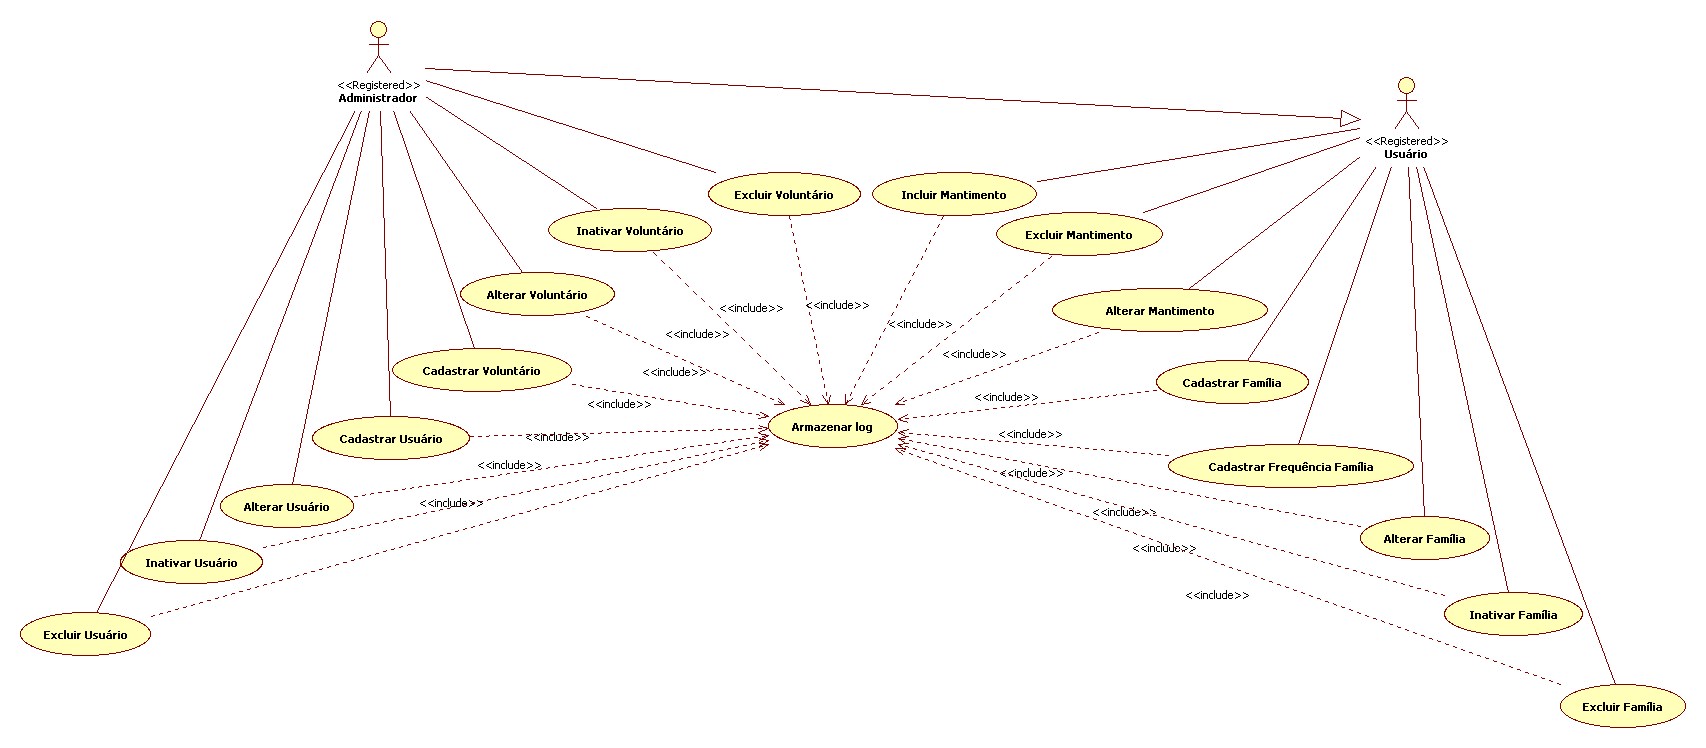 <<Registered>>
Administrador
<<Registered>>
Usuário
Excluir Voluntário
Incluir Mantimento
Inativar Voluntário
Excluir Mantimento
Alterar Voluntário
<<include>>
<<include>>
Alterar Mantimento
<<include>>
<<include>>
<<include>>
Cadastrar Voluntário
<<include>>
Cadastrar Família
<<include>>
<<include>>
Armazenar log
Cadastrar Usuário
<<include>>
<<include>>
<<include>>
Cadastrar Frequência Família
<<include>>
Alterar Usuário
<<include>>
<<include>>
Alterar Família
<<include>>
Inativar Usuário
<<include>>
Inativar Família
Excluir Usuário
Excluir Família